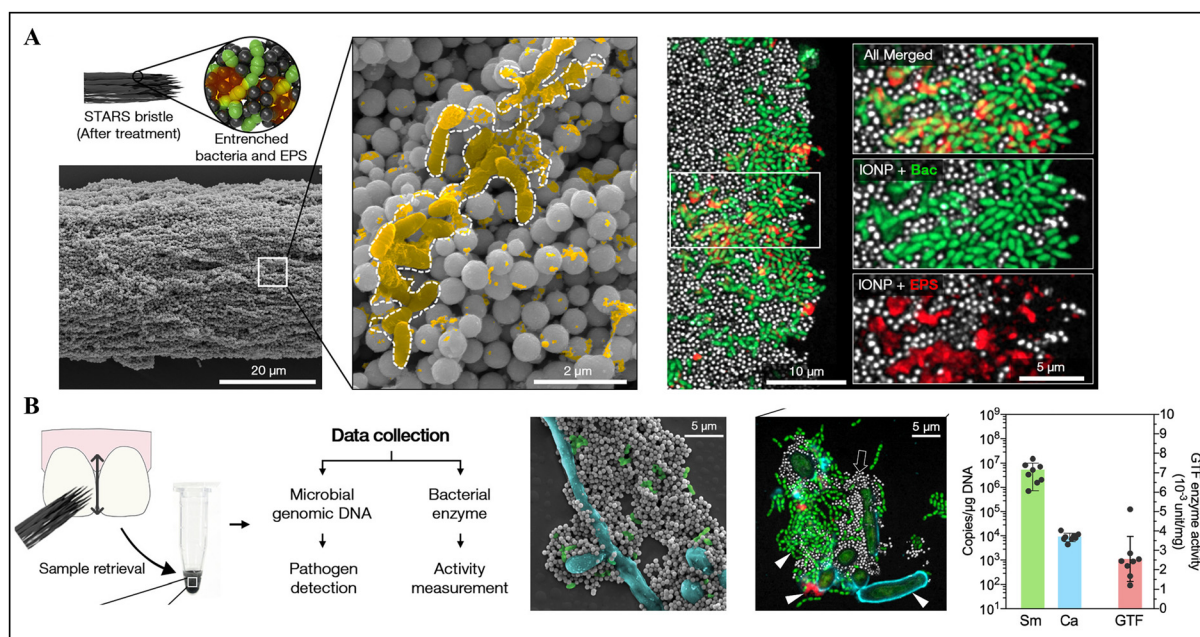 A
STARS bristle
(After treatment)
Entrenched
bacteria and EPS
20 µm
2 µm
10 µm
All Merged
IONP + Bac
IONP + EPS
5 µm
B
Sample retrieval
Data collection
Microbial
genomic DNA
Bacterial
enzyme
Pathogen
detection
Activity
measurement
5 µm
5 µm
Copies/µg DNA
10⁹
10⁸
10⁷
10⁶
10⁵
10⁴
10³
10²
10¹
Sm
Ca
GTF
10
9
8
7
6
5
4
3
2
1
0
GTF enzyme activity
(10⁻³ unit/mg)